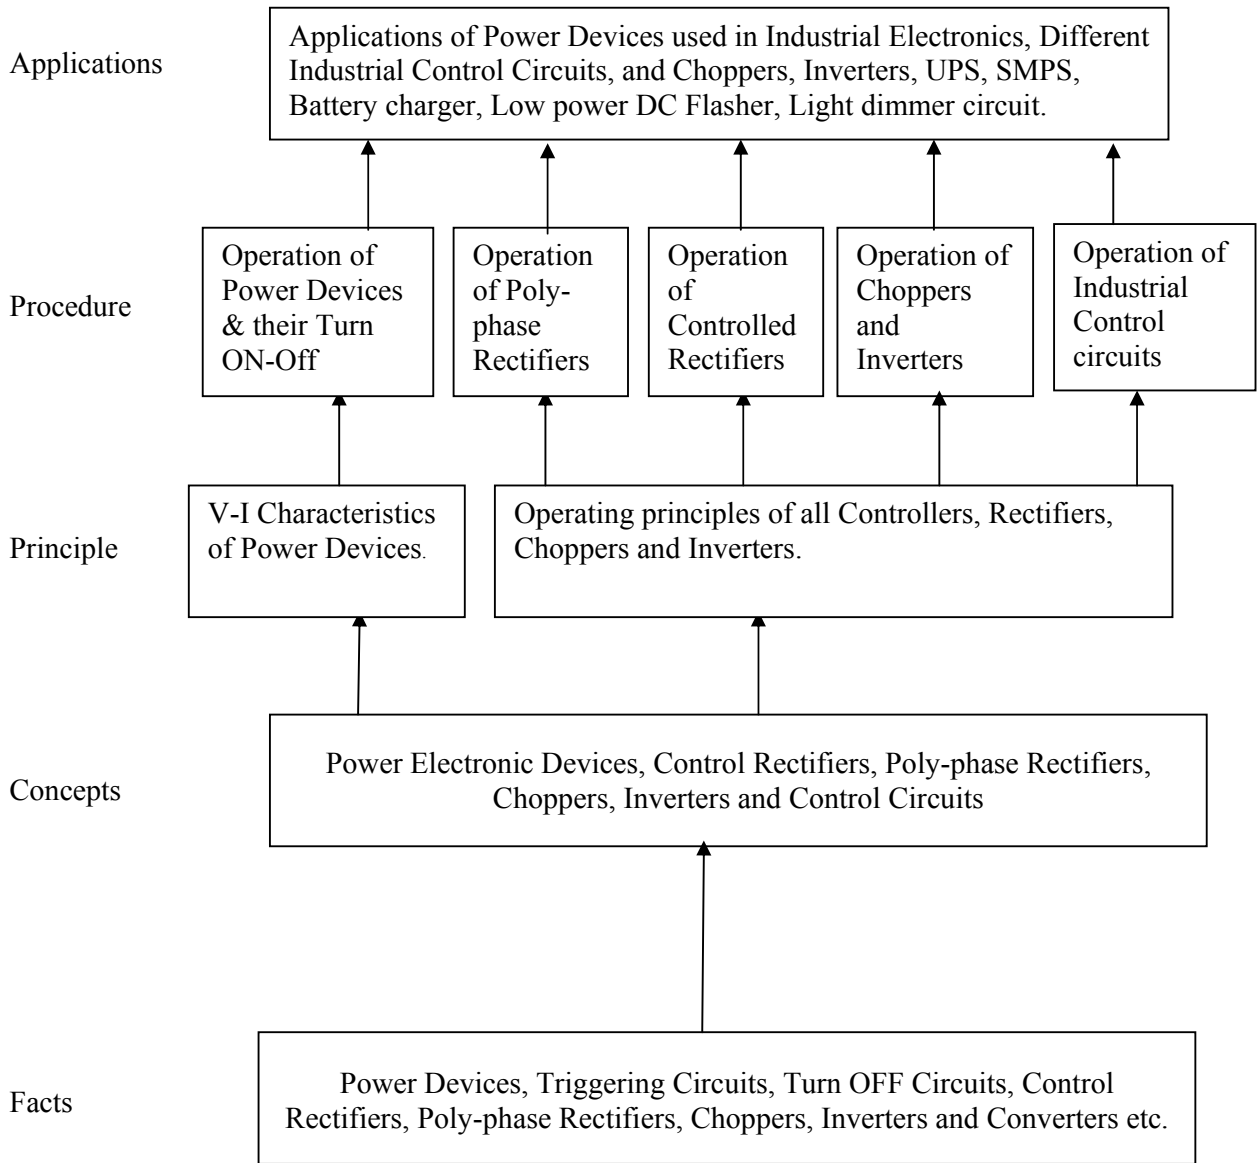 Applications
Applications of Power Devices used in Industrial Electronics, Different
Industrial Control Circuits, and Choppers, Inverters, UPS, SMPS,
Battery charger, Low power DC Flasher, Light dimmer circuit.
Procedure
Operation of
Power Devices
& their Turn
ON-Off
Operation
of Poly-
phase
Rectifiers
Operation
of
Controlled
Rectifiers
Operation of
Choppers
and
Inverters
Operation of
Industrial
Control
circuits
Principle
V-I Characteristics
of Power Devices.
Operating principles of all Controllers, Rectifiers,
Choppers and Inverters.
Concepts
Power Electronic Devices, Control Rectifiers, Poly-phase Rectifiers,
Choppers, Inverters and Control Circuits
Facts
Power Devices, Triggering Circuits, Turn OFF Circuits, Control
Rectifiers, Poly-phase Rectifiers, Choppers, Inverters and Converters etc.